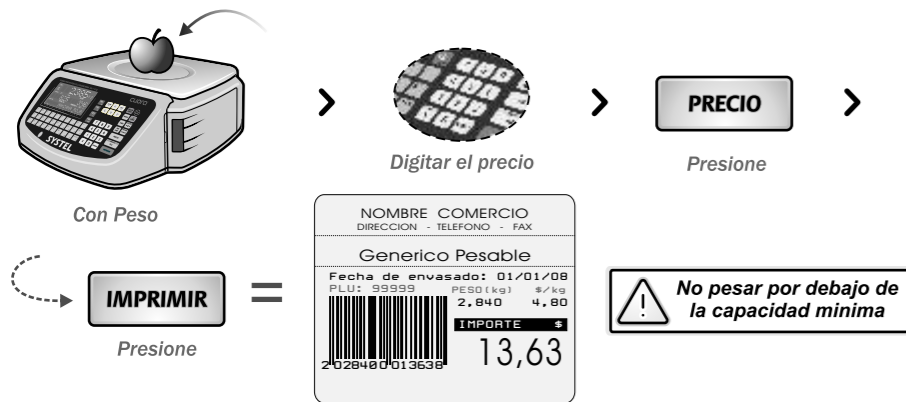 cuora
SYSTEL
Con Peso
Digitar el precio
PRECIO
Presione
IMPRIMIR
Presione
=
NOMBRE COMERCIO
DIRECCION - TELEFONO - FAX
Generico Pesable
Fecha de envasado: 01/01/08
PLU: 99999 PESO(kg) $/kg
2,840 4,80
IMPORTE $
13,63
2 028400 013638
No pesar por debajo de
la capacidad minima